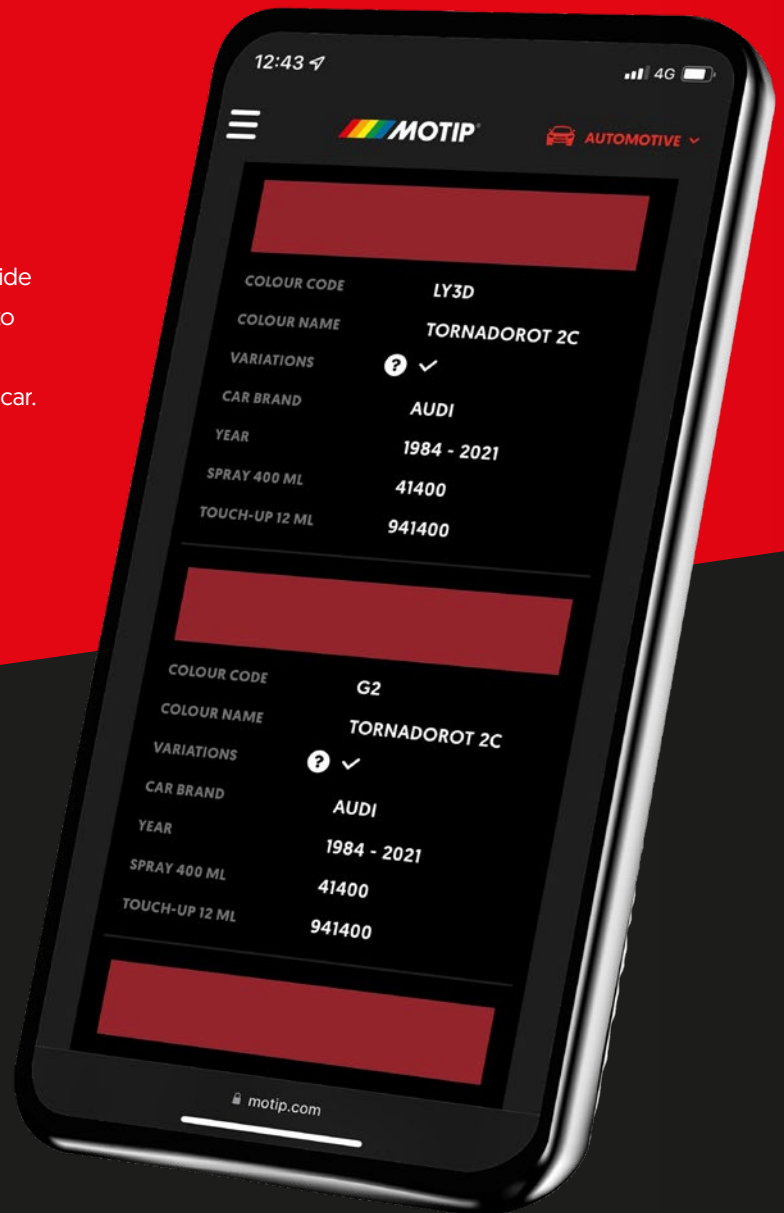 ide
o
car.
12:43
4G
MOTIP®
AUTOMOTIVE
COLOUR CODE LY3D
COLOUR NAME TORNADOROT 2C
VARIATIONS ?
CAR BRAND AUDI
YEAR 1984 - 2021
SPRAY 400 ML 41400
TOUCH-UP 12 ML 941400
COLOUR CODE G2
COLOUR NAME TORNADOROT 2C
VARIATIONS ?
CAR BRAND AUDI
YEAR 1984 - 2021
SPRAY 400 ML 41400
TOUCH-UP 12 ML 941400
motip.com